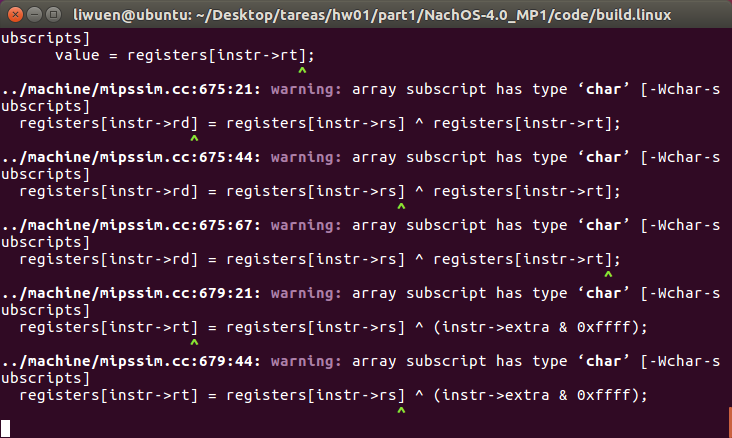 liwuen@ubuntu: ~/Desktop/tareas/hw01/part1/NachOS-4.0_MP1/code/build.linux
ubscripts]
      value = registers[instr->rt];
                                 ^
../machine/mipssim.cc:675:21: warning: array subscript has type ‘char’ [-Wchar-s
ubscripts]
  registers[instr->rd] = registers[instr->rs] ^ registers[instr->rt];
                     ^
../machine/mipssim.cc:675:44: warning: array subscript has type ‘char’ [-Wchar-s
ubscripts]
  registers[instr->rd] = registers[instr->rs] ^ registers[instr->rt];
                                            ^
../machine/mipssim.cc:675:67: warning: array subscript has type ‘char’ [-Wchar-s
ubscripts]
  registers[instr->rd] = registers[instr->rs] ^ registers[instr->rt];
                                                                   ^
../machine/mipssim.cc:679:21: warning: array subscript has type ‘char’ [-Wchar-s
ubscripts]
  registers[instr->rt] = registers[instr->rs] ^ (instr->extra & 0xffff);
                     ^
../machine/mipssim.cc:679:44: warning: array subscript has type ‘char’ [-Wchar-s
ubscripts]
  registers[instr->rt] = registers[instr->rs] ^ (instr->extra & 0xffff);
                                            ^